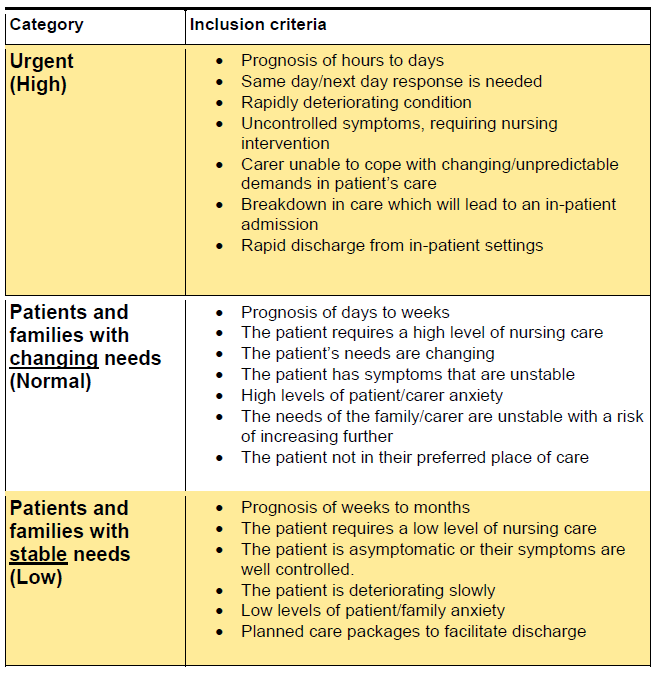 Category Inclusion criteria
Urgent
(High)
• Prognosis of hours to days
• Same day/next day response is needed
• Rapidly deteriorating condition
• Uncontrolled symptoms, requiring nursing
intervention
• Carer unable to cope with changing/unpredictable
demands in patient’s care
• Breakdown in care which will lead to an in-patient
admission
• Rapid discharge from in-patient settings
Patients and
families with
changing needs
(Normal)
• Prognosis of days to weeks
• The patient requires a high level of nursing care
• The patient’s needs are changing
• The patient has symptoms that are unstable
• High levels of patient/carer anxiety
• The needs of the family/carer are unstable with a risk
of increasing further
• The patient not in their preferred place of care
Patients and
families with
stable needs
(Low)
• Prognosis of weeks to months
• The patient requires a low level of nursing care
• The patient is asymptomatic or their symptoms are
well controlled.
• The patient is deteriorating slowly
• Low levels of patient/family anxiety
• Planned care packages to facilitate discharge